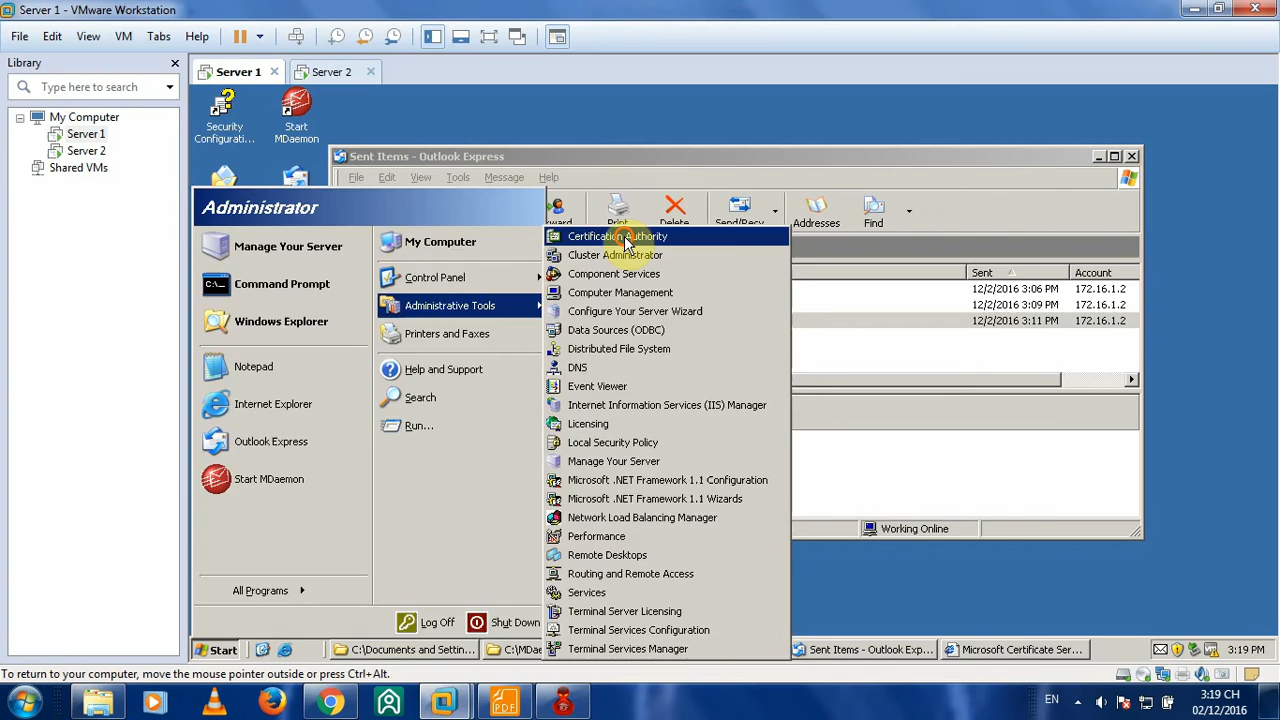 Server 1 - VMware Workstation
File Edit View VM Tabs Help
Library
Type here to search
My Computer
Server 1
Server 2
Shared VMs
Server 1
Server 2
Security
Configurati...
Start
MDaemon
Sent Items - Outlook Express
File Edit View Tools Message Help
Print Delete Send/Recv Addresses Find
Sent Account
12/2/2016 3:06 PM 172.16.1.2
12/2/2016 3:09 PM 172.16.1.2
12/2/2016 3:11 PM 172.16.1.2
Working Online
Administrator
Manage Your Server
Command Prompt
Windows Explorer
Notepad
Internet Explorer
Outlook Express
Start MDaemon
All Programs
My Computer
Control Panel
Administrative Tools
Printers and Faxes
Help and Support
Search
Run...
Log Off
Shut Down
Certification Authority
Cluster Administrator
Component Services
Computer Management
Configure Your Server Wizard
Data Sources (ODBC)
Distributed File System
DNS
Event Viewer
Internet Information Services (IIS) Manager
Licensing
Local Security Policy
Manage Your Server
Microsoft .NET Framework 1.1 Configuration
Microsoft .NET Framework 1.1 Wizards
Network Load Balancing Manager
Performance
Remote Desktops
Routing and Remote Access
Services
Terminal Server Licensing
Terminal Services Configuration
Terminal Services Manager
Start
C:\Documents and Settin...
C:\MDae
Sent Items - Outlook Exp...
Microsoft Certificate Ser...
3:19 PM
To return to your computer, move the mouse pointer outside or press Ctrl+Alt.
EN
3:19 CH
02/12/2016